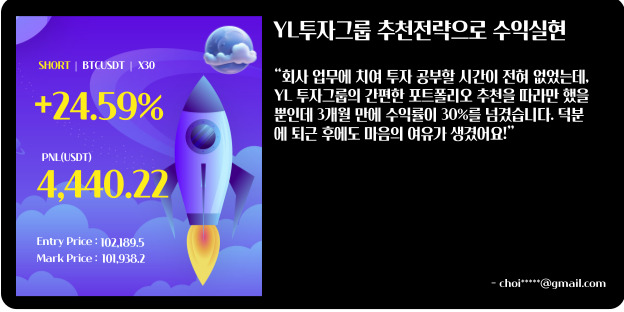 YL투자그룹 추천전략으로 수익실현
SHORT | BTCUSDT | X30
+24.59%
PNL(USDT)
4,440.22
Entry Price : 102,189.5
Mark Price : 101,938.2
“회사 업무에 치여 투자 공부할 시간이 전혀 없었는데,
YL 투자그룹의 간편한 포트폴리오 추천을 따라만 했을
뿐인데 3개월 만에 수익률이 30%를 넘겼습니다. 덕분
에 퇴근 후에도 마음의 여유가 생겼어요!”
- choi*****@gmail.com